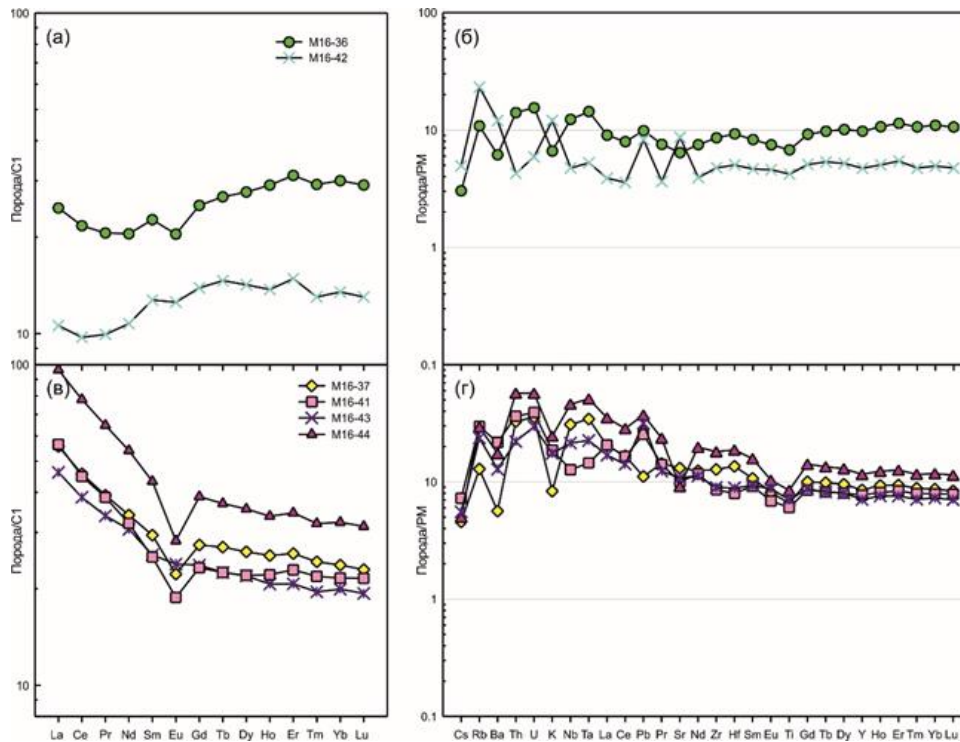 (а)
M16-36
M16-42
100
10
Порода/C1
(б)
100
10
1
0.1
Порода/PM
(в)
M16-37
M16-41
M16-43
M16-44
100
10
Порода/C1
La Ce Pr Nd Sm Eu Gd Tb Dy Ho Er Tm Yb Lu
(г)
10
1
0.1
Порода/PM
Cs Rb Ba Th U K Nb Ta La Ce Pb Pr Sr Nd Zr Hf Sm Eu Ti Gd Tb Dy Y Ho Er Tm Yb Lu